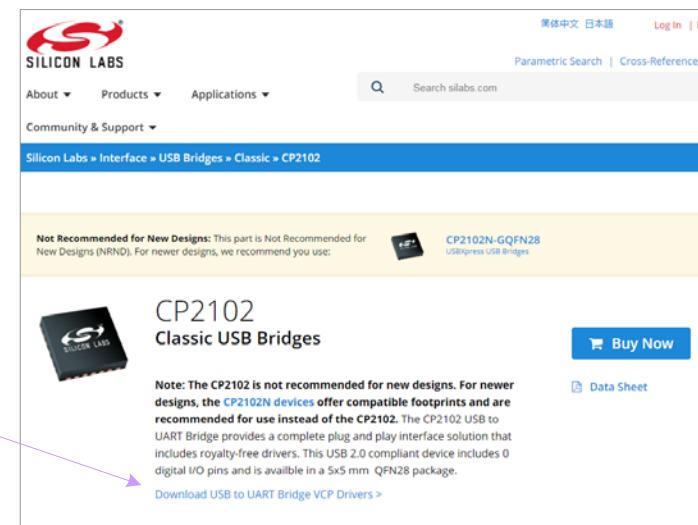 简体中文 日本語 Log In |
SILICON LABS
Parametric Search | Cross-Reference
About Products Applications Search silabs.com
Community & Support
Silicon Labs » Interface » USB Bridges » Classic » CP2102
Not Recommended for New Designs: This part is Not Recommended for
New Designs (NRND). For newer designs, we recommend you use:
CP2102N-GQFN28
USBXpress USB Bridges
CP2102
Classic USB Bridges
SILICON LABS
Buy Now
Data Sheet
Note: The CP2102 is not recommended for new designs. For newer
designs, the CP2102N devices offer compatible footprints and are
recommended for use instead of the CP2102. The CP2102 USB to
UART Bridge provides a complete plug and play interface solution that
includes royalty-free drivers. This USB 2.0 compliant device includes 0
digital I/O pins and is availble in a 5x5 mm QFN28 package.
Download USB to UART Bridge VCP Drivers >